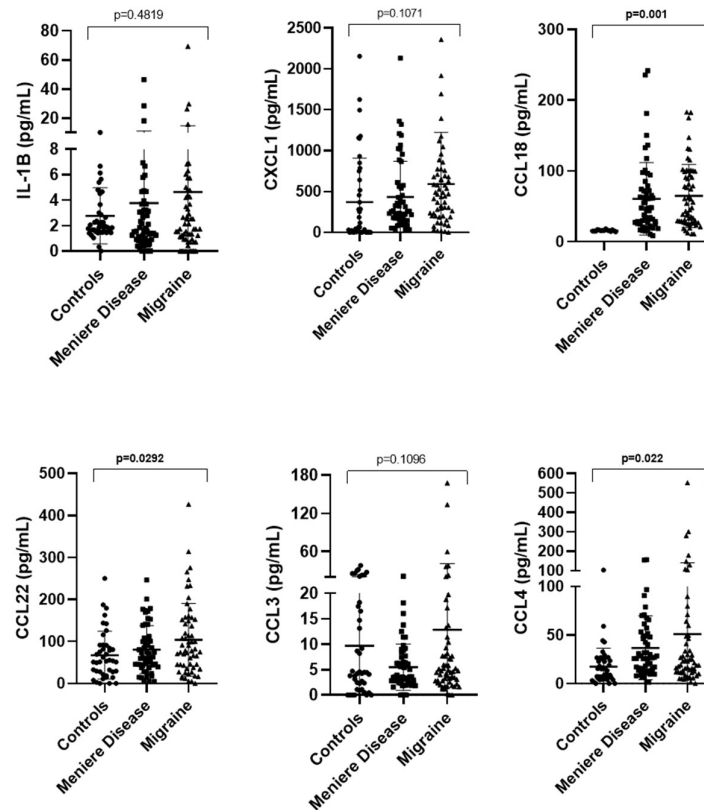 p=0.4819
IL-1B (pg/mL)
80
60
40
20
8
6
4
2
0
Controls
Meniere Disease
Migraine
p=0.1071
CXCL1 (pg/mL)
2500
2000
1500
1000
500
0
Controls
Meniere Disease
Migraine
p=0.001
CCL18 (pg/mL)
300
200
100
0
Controls
Meniere Disease
Migraine
p=0.0292
CCL22 (pg/mL)
500
400
300
200
100
0
Controls
Meniere Disease
Migraine
p=0.1096
CCL3 (pg/mL)
180
120
60
20
15
10
5
0
Controls
Meniere Disease
Migraine
p=0.022
CCL4 (pg/mL)
600
500
400
300
200
100
100
50
0
Controls
Meniere Disease
Migraine